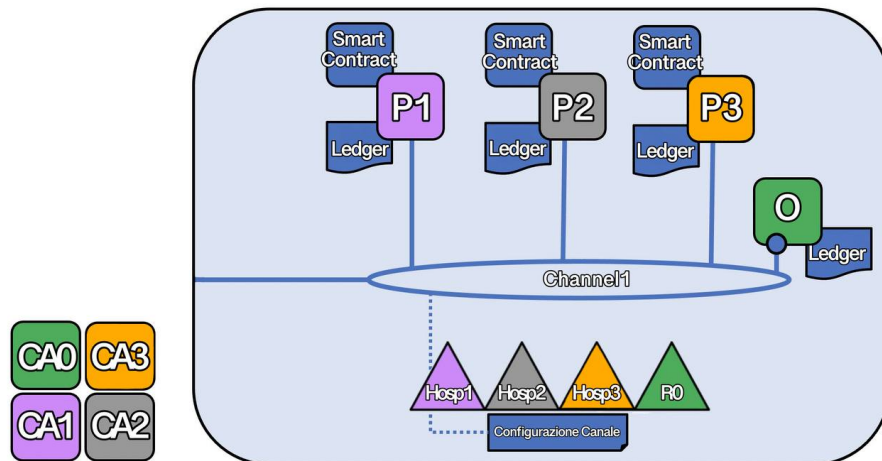 Smart
Contract
Smart
Contract
Smart
Contract
P1
P2
P3
Ledger
Ledger
Ledger
O
Ledger
Channel1
CA0
CA3
CA1
CA2
Hosp1
Hosp2
Hosp3
R0
Configurazione Canale